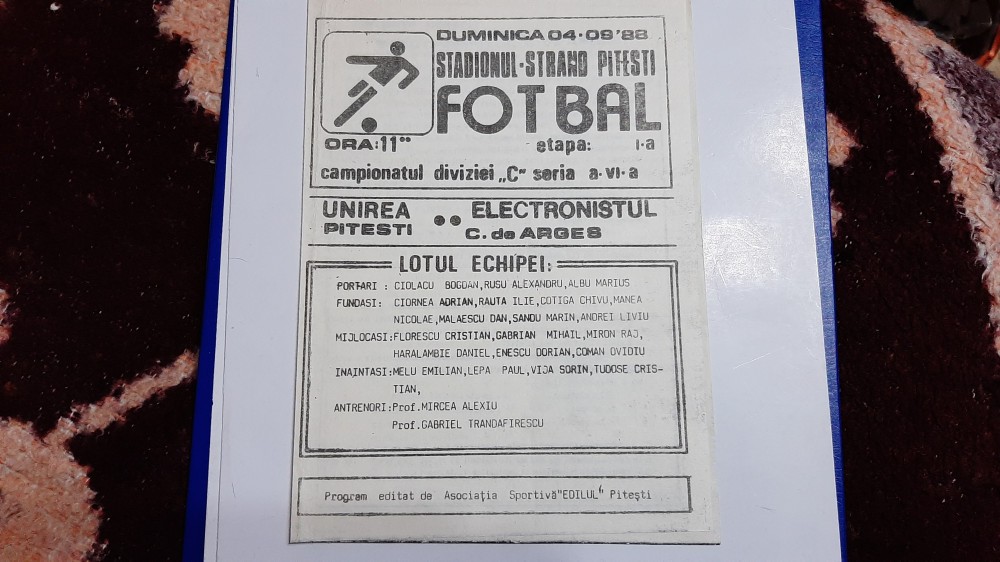 DUMINICA 04·09'88
STADIONUL·STRAND PITESTI
FOTBAL
ORA:11°° etapa: I-a
campionatul diviziei „C" seria a-VI-a
UNIREA PITESTI •• ELECTRONISTUL C. de ARGES
LOTUL ECHIPEI:
PORTARI : CIOLACU BOGDAN,RUSU ALEXANDRU,ALBU MARIUS
FUNDASI: CIORNEA ADRIAN,RAUTA ILIE,COTIGA CHIVU,MANEA
NICOLAE,MALAESCU DAN,SANDU MARIN,ANDREI LIVIU
MIJLOCASI:FLORESCU CRISTIAN,GABRIAN MIHAIL,MIRON RAJ,
HARALAMBIE DANIEL,ENESCU DORIAN,COMAN OVIDIU
INAINTASI:MELU EMILIAN,LEPA PAUL,VIJA SORIN,TUDOSE CRIS-
TIAN,
ANTRENORI:Prof.MIRCEA ALEXIU
Prof.GABRIEL TRANDAFIRESCU
Program editat de Asociaţia Sportivă"EDILUL" Piteşti